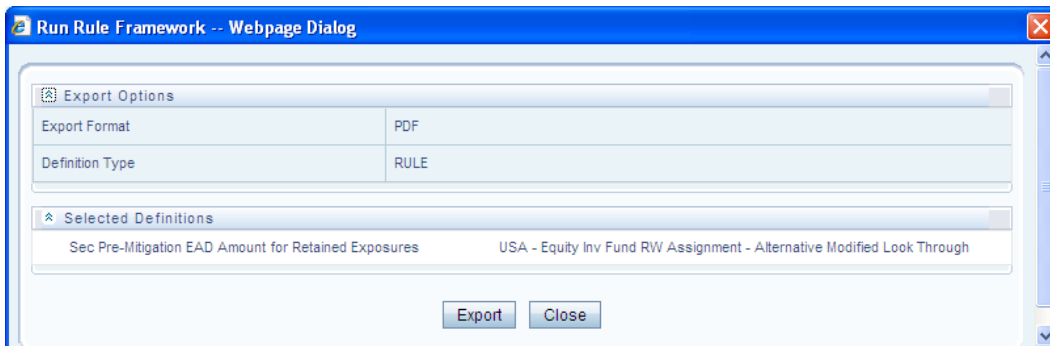 Run Rule Framework -- Webpage Dialog
Export Options
Export Format PDF
Definition Type RULE
Selected Definitions
Sec Pre-Mitigation EAD Amount for Retained Exposures USA - Equity Inv Fund RW Assignment - Alternative Modified Look Through
Export Close